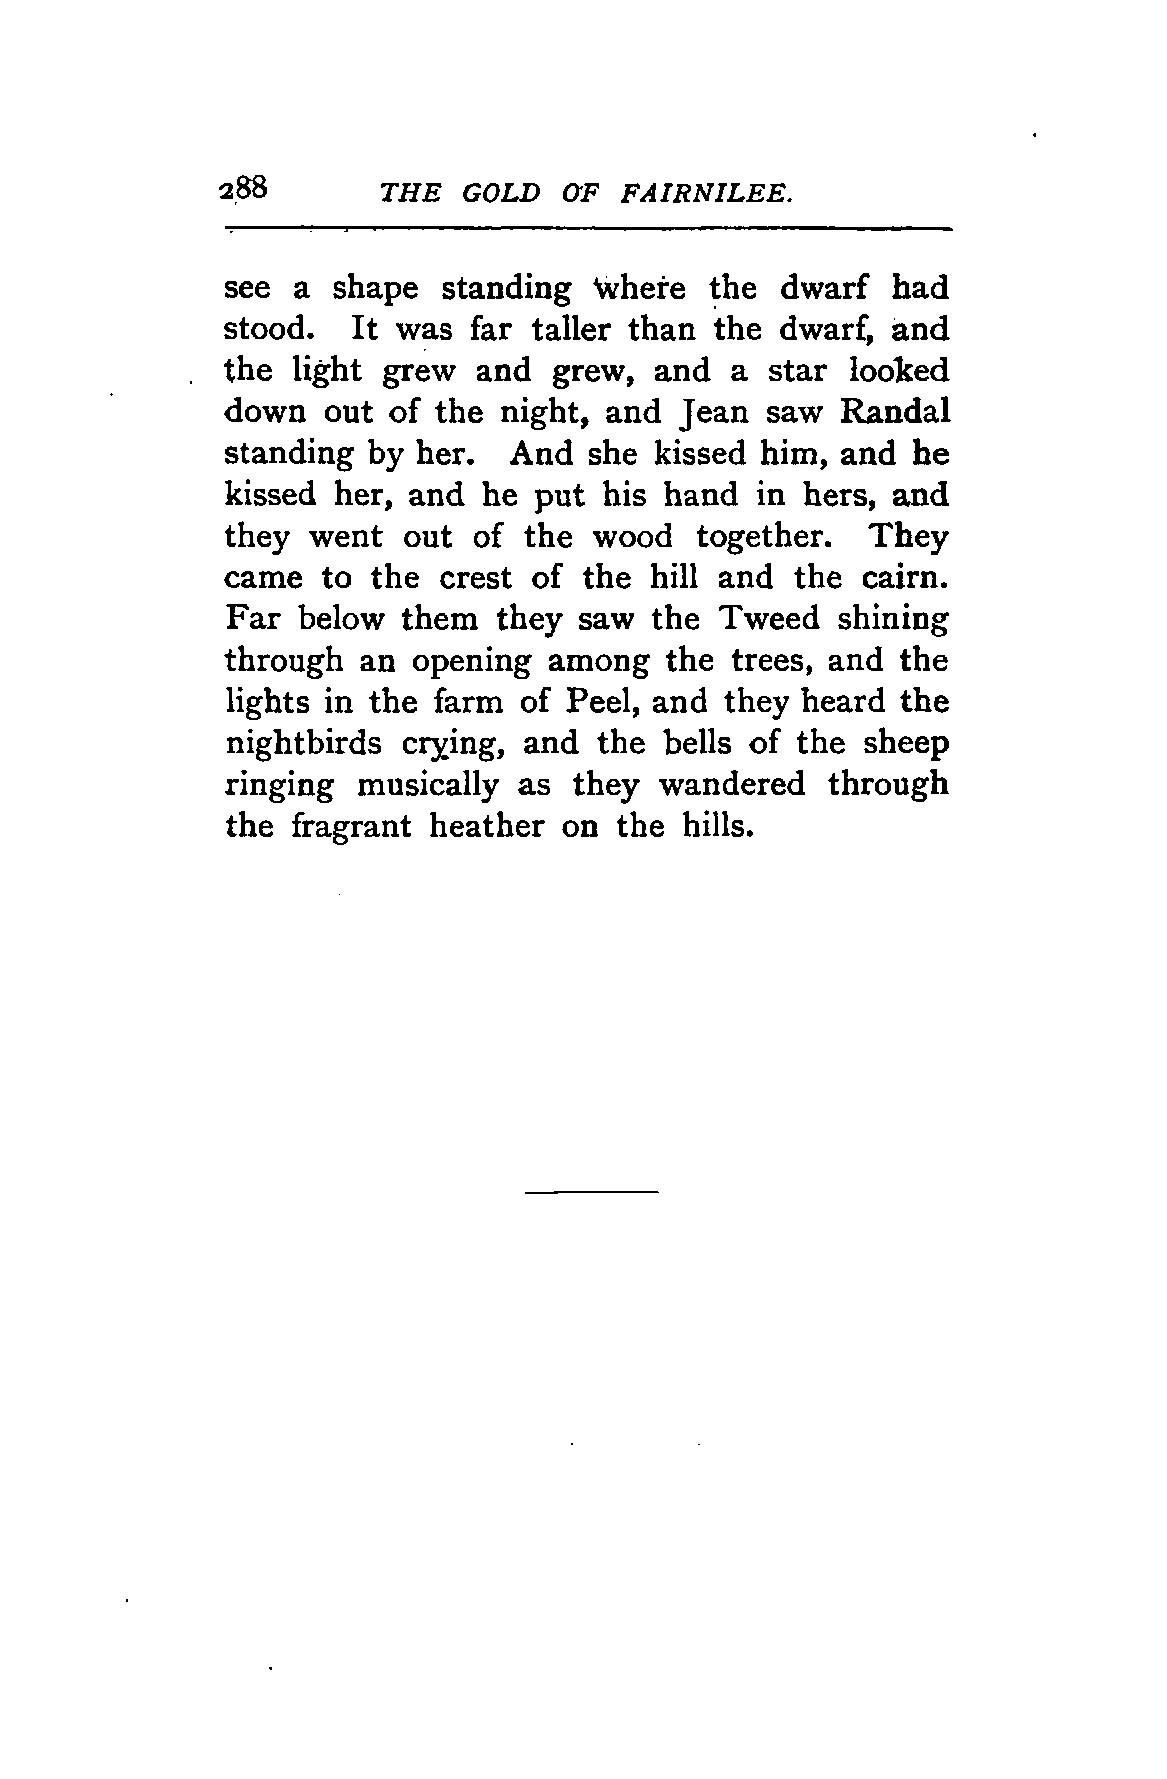 288 THE GOLD OF FAIRNILEE.
see a shape standing where the dwarf had
stood. It was far taller than the dwarf, and
the light grew and grew, and a star looked
down out of the night, and Jean saw Randal
standing by her. And she kissed him, and he
kissed her, and he put his hand in hers, and
they went out of the wood together. They
came to the crest of the hill and the cairn.
Far below them they saw the Tweed shining
through an opening among the trees, and the
lights in the farm of Peel, and they heard the
nightbirds crying, and the bells of the sheep
ringing musically as they wandered through
the fragrant heather on the hills.